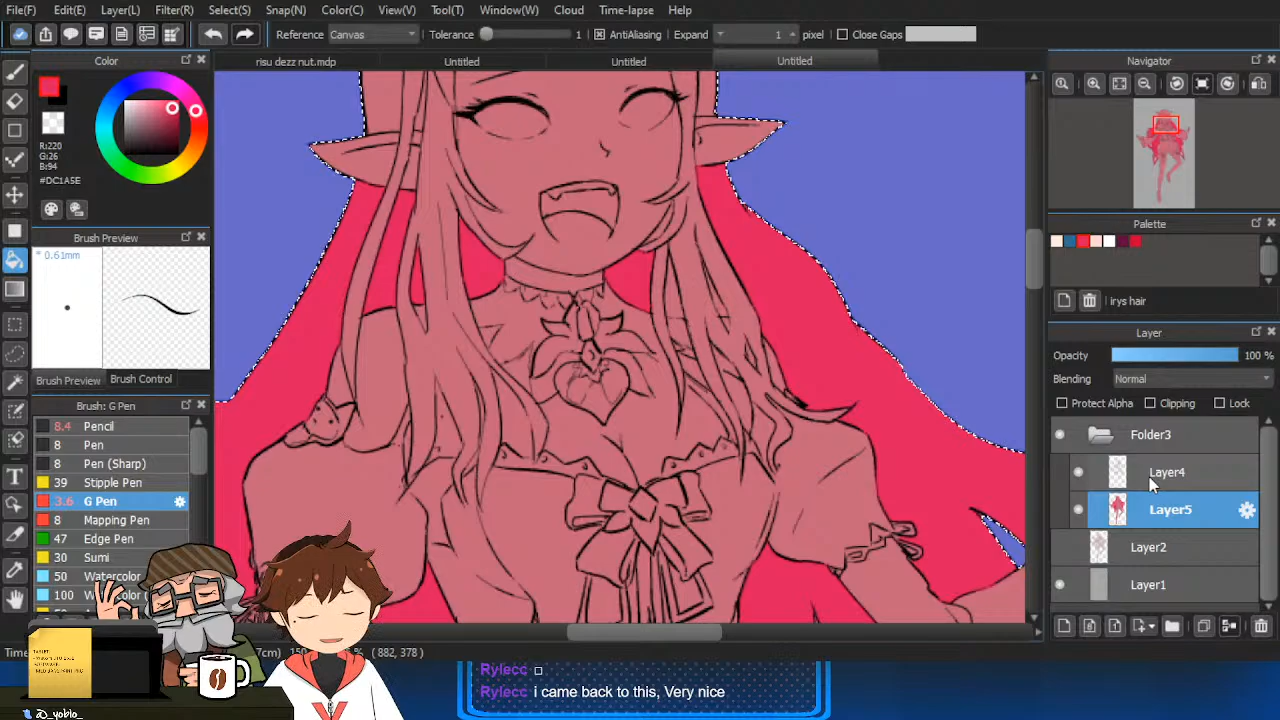 File(F) Edit(E) Layer(L) Filter(R) Select(S) Snap(N) Color(C) View(V) Tool(T) Window(W) Cloud Time-lapse Help
Reference Canvas Tolerance 1 AntiAliasing Expand 1 pixel Close Gaps
Color
risu dezz nut.mdp Untitled Untitled Untitled
Navigator
R:220
G:26
B:94
#DC1A5E
Brush Preview
* 0.61mm
Brush Preview Brush Control
Brush: G Pen
8.4 Pencil
8 Pen
8 Pen (Sharp)
39 Stipple Pen
3.6 G Pen
8 Mapping Pen
47 Edge Pen
30 Sumi
50 Watercolor
100
Palette
irys hair
Layer
Opacity 100 %
Blending Normal
Protect Alpha Clipping Lock
Folder3
Layer4
Layer5
Layer2
Layer1
( 882, 378 )
TABLET:
Rylecc
Rylecc i came back to this, Very nice